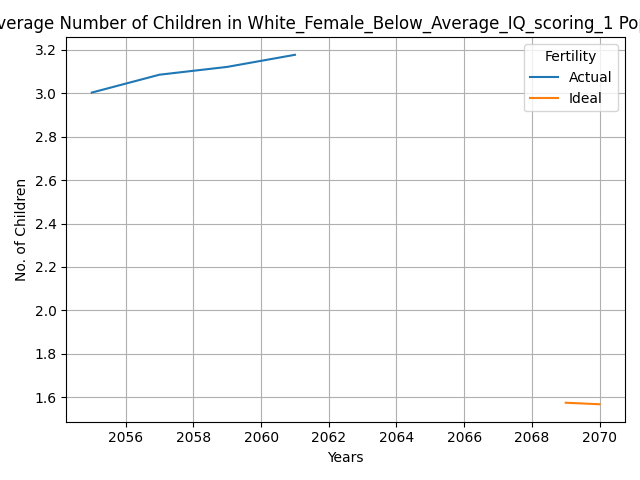 verage Number of Children in White_Female_Below_Average_IQ_scoring_1 Po
Fertility
Actual
Ideal
3.2
3.0
2.8
2.6
2.4
2.2
2.0
1.8
1.6
No. of Children
2056 2058 2060 2062 2064 2066 2068 2070
Years